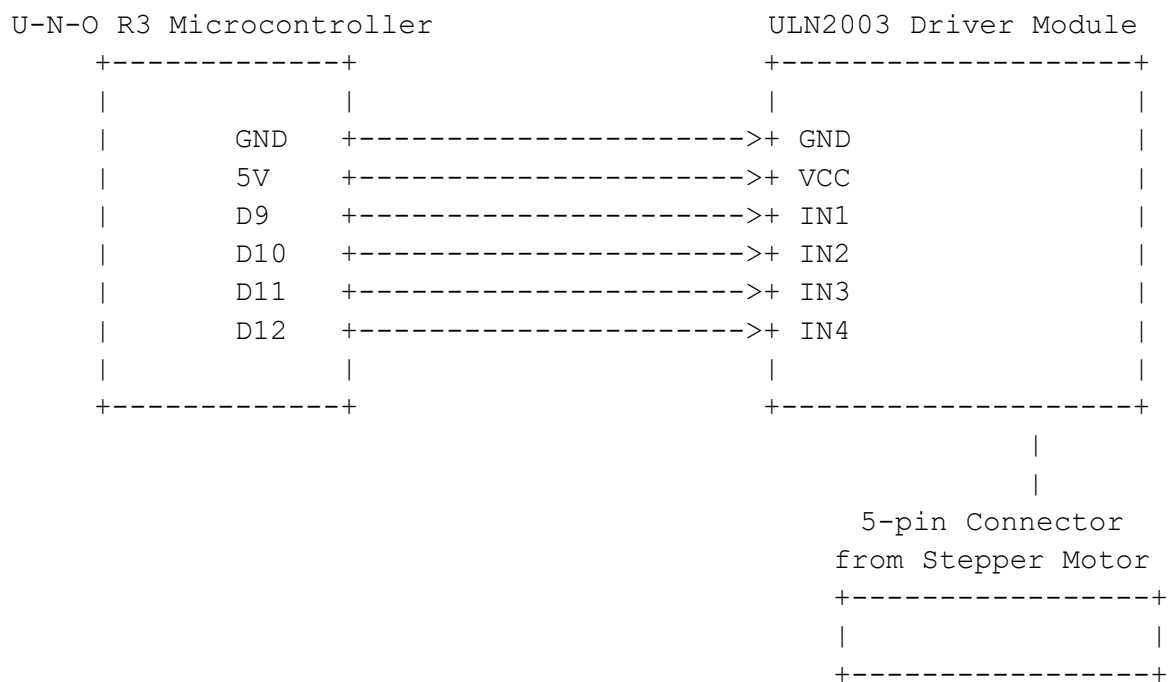 U-N-O R3 Microcontroller ULN2003 Driver Module
GND GND
5V VCC
D9 IN1
D10 IN2
D11 IN3
D12 IN4
5-pin Connector
from Stepper Motor